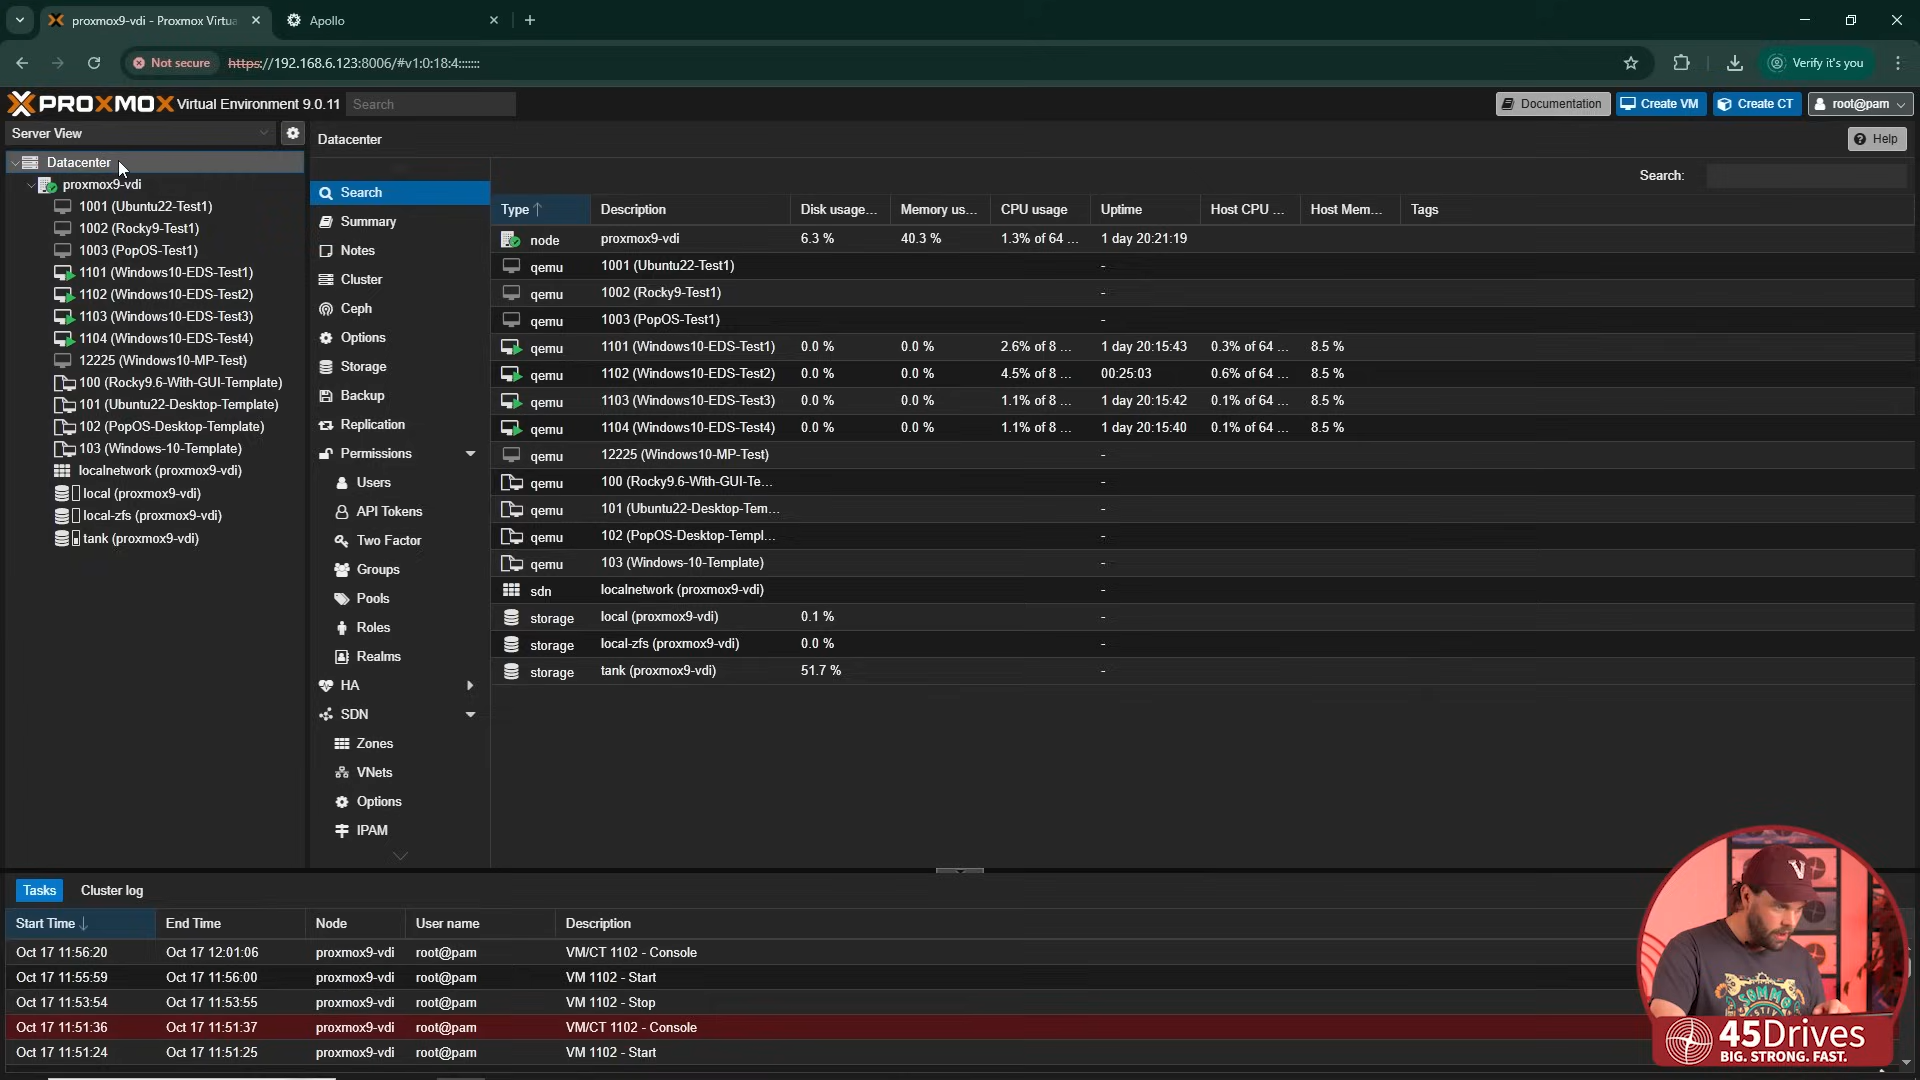 proxmox9-vdi - Proxmox Virtua
Apollo
Not secure
https://192.168.6.123:8006/#v1:0:18:4:::::::
Verify it's you
PROXMOX Virtual Environment 9.0.11
Search
Documentation
Create VM
Create CT
root@pam
Server View
Datacenter
Help
Datacenter
proxmox9-vdi
1001 (Ubuntu22-Test1)
1002 (Rocky9-Test1)
1003 (PopOS-Test1)
1101 (Windows10-EDS-Test1)
1102 (Windows10-EDS-Test2)
1103 (Windows10-EDS-Test3)
1104 (Windows10-EDS-Test4)
12225 (Windows10-MP-Test)
100 (Rocky9.6-With-GUI-Template)
101 (Ubuntu22-Desktop-Template)
102 (PopOS-Desktop-Template)
103 (Windows-10-Template)
localnetwork (proxmox9-vdi)
local (proxmox9-vdi)
local-zfs (proxmox9-vdi)
tank (proxmox9-vdi)
Search
Summary
Notes
Cluster
Ceph
Options
Storage
Backup
Replication
Permissions
Users
API Tokens
Two Factor
Groups
Pools
Roles
Realms
HA
SDN
Zones
VNets
Options
IPAM
Search:
Type Description Disk usage... Memory us... CPU usage Uptime Host CPU ... Host Mem... Tags
node proxmox9-vdi 6.3 % 40.3 % 1.3% of 64 ... 1 day 20:21:19
qemu 1001 (Ubuntu22-Test1) -
qemu 1002 (Rocky9-Test1) -
qemu 1003 (PopOS-Test1) -
qemu 1101 (Windows10-EDS-Test1) 0.0 % 0.0 % 2.6% of 8 ... 1 day 20:15:43 0.3% of 64 ... 8.5 %
qemu 1102 (Windows10-EDS-Test2) 0.0 % 0.0 % 4.5% of 8 ... 00:25:03 0.6% of 64 ... 8.5 %
qemu 1103 (Windows10-EDS-Test3) 0.0 % 0.0 % 1.1% of 8 ... 1 day 20:15:42 0.1% of 64 ... 8.5 %
qemu 1104 (Windows10-EDS-Test4) 0.0 % 0.0 % 1.1% of 8 ... 1 day 20:15:40 0.1% of 64 ... 8.5 %
qemu 12225 (Windows10-MP-Test) -
qemu 100 (Rocky9.6-With-GUI-Te... -
qemu 101 (Ubuntu22-Desktop-Tem... -
qemu 102 (PopOS-Desktop-Templ... -
qemu 103 (Windows-10-Template) -
sdn localnetwork (proxmox9-vdi) -
storage local (proxmox9-vdi) 0.1 % -
storage local-zfs (proxmox9-vdi) 0.0 % -
storage tank (proxmox9-vdi) 51.7 % -
Tasks Cluster log
Start Time End Time Node User name Description
Oct 17 11:56:20 Oct 17 12:01:06 proxmox9-vdi root@pam VM/CT 1102 - Console
Oct 17 11:55:59 Oct 17 11:56:00 proxmox9-vdi root@pam VM 1102 - Start
Oct 17 11:53:54 Oct 17 11:53:55 proxmox9-vdi root@pam VM 1102 - Stop
Oct 17 11:51:36 Oct 17 11:51:37 proxmox9-vdi root@pam VM/CT 1102 - Console
Oct 17 11:51:24 Oct 17 11:51:25 proxmox9-vdi root@pam VM 1102 - Start
45Drives
BIG. STRONG. FAST.